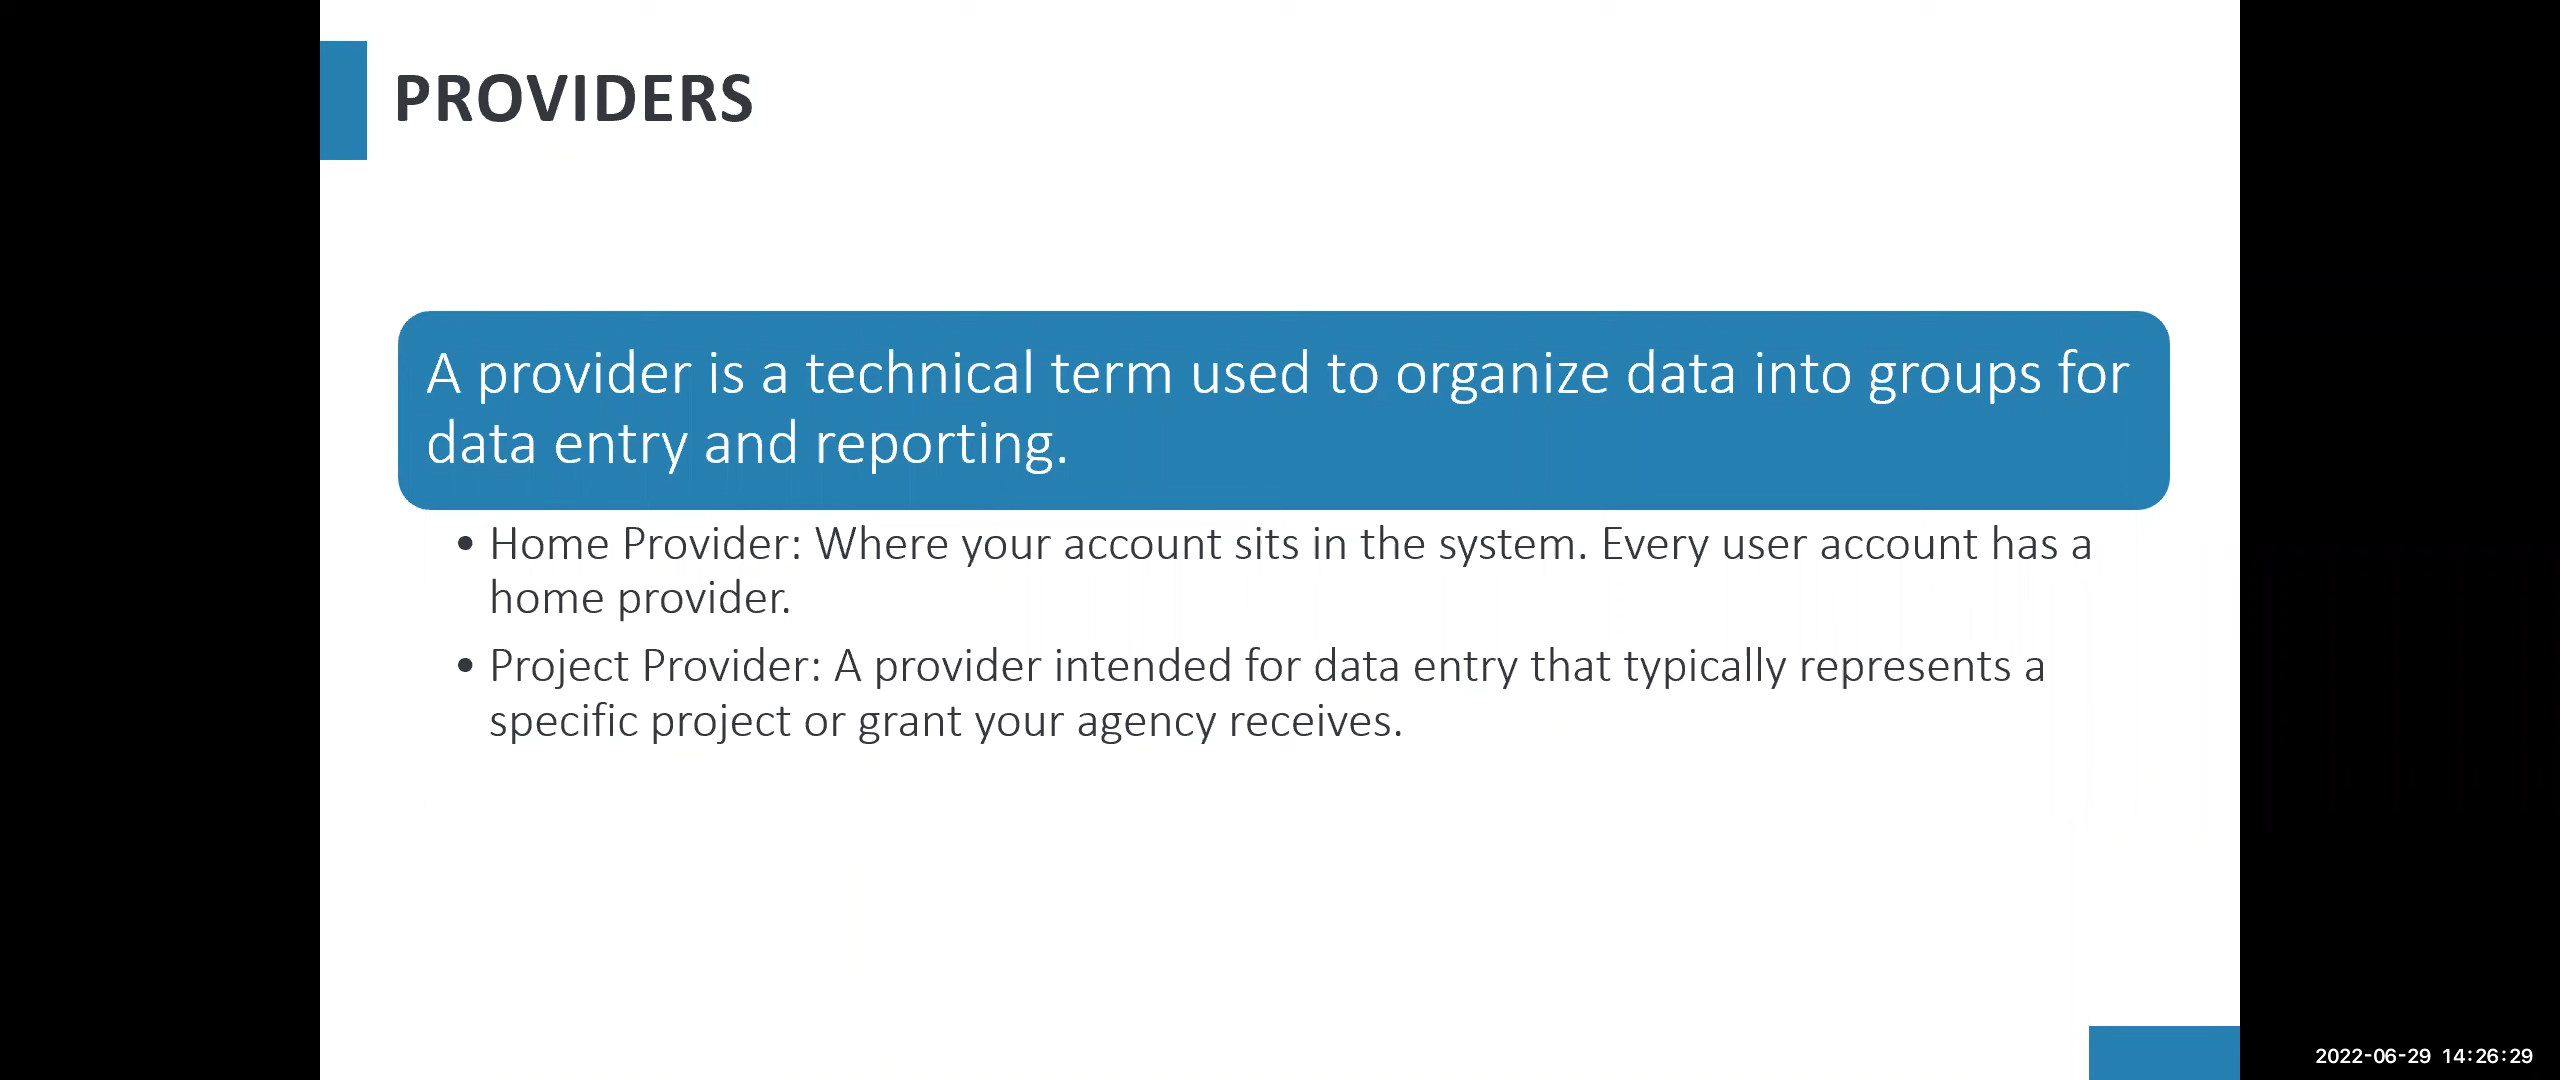 PROVIDERS
A provider is a technical term used to organize data into groups for
data entry and reporting.
• Home Provider: Where your account sits in the system. Every user account has a
home provider.
• Project Provider: A provider intended for data entry that typically represents a
specific project or grant your agency receives.
2022-06-29 14:26:29